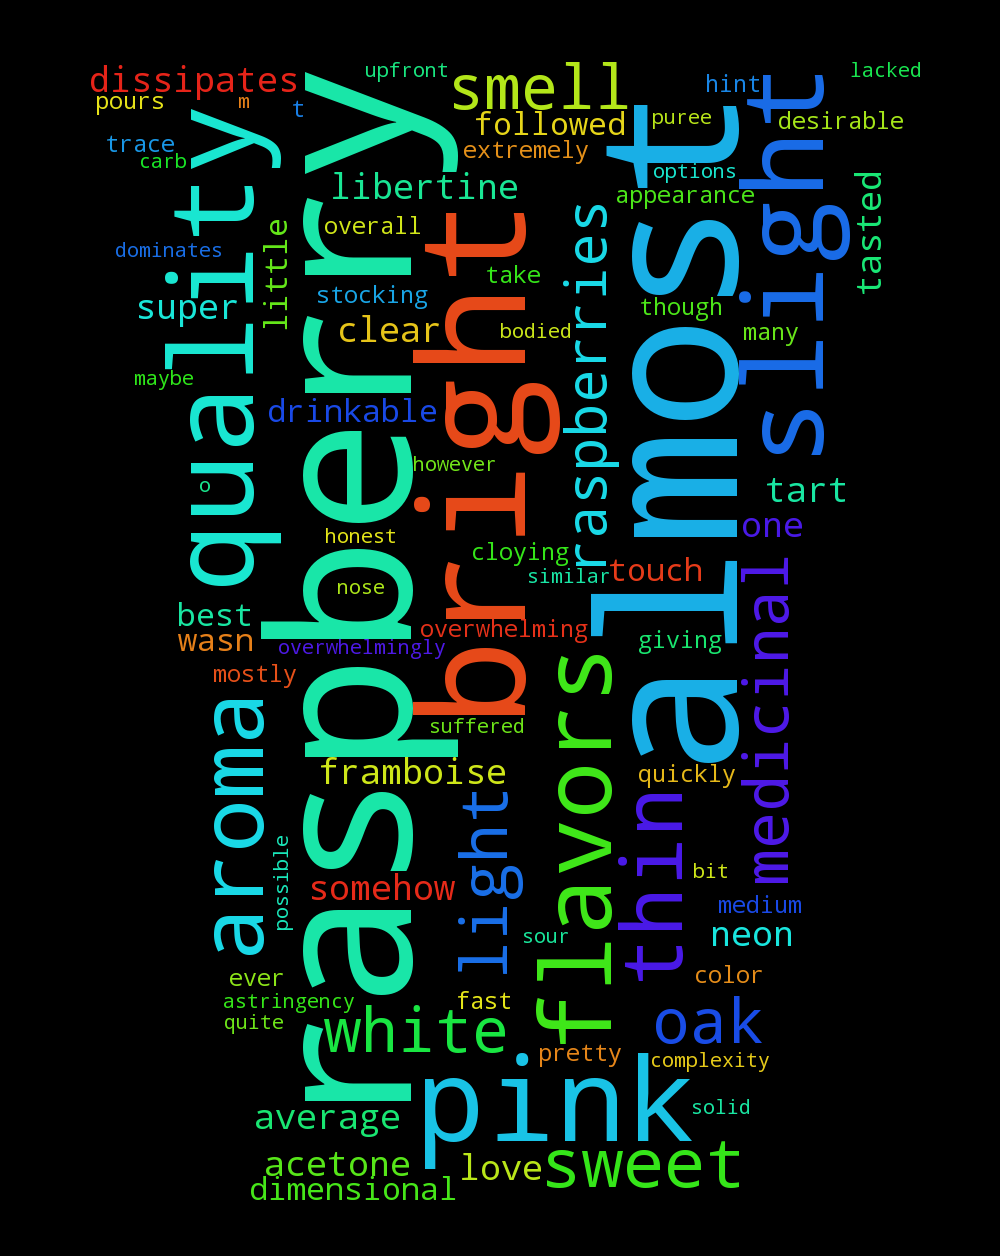 upfront
smell
hint
lacked
dissipates
pours
m
t
followed
puree
desirable
trace
carb
extremely
options
libertine
appearance
tasted
dominates
little
overall
quality
raspberry
bright
almost
slight
raspberries
super
stocking
take
though
clear
bodied
many
maybe
drinkable
however
o
tart
honest
cloying
one
nose
similar
touch
best
wasn
overwhelmingly
overwhelming
giving
medicinal
mostly
suffered
aroma
framboise
flavors
quickly
light
thin
possible
somehow
bit
medium
sour
neon
ever
color
astringency
fast
quite
white
oak
pretty
complexity
pink
average
solid
acetone
love
sweet
dimensional